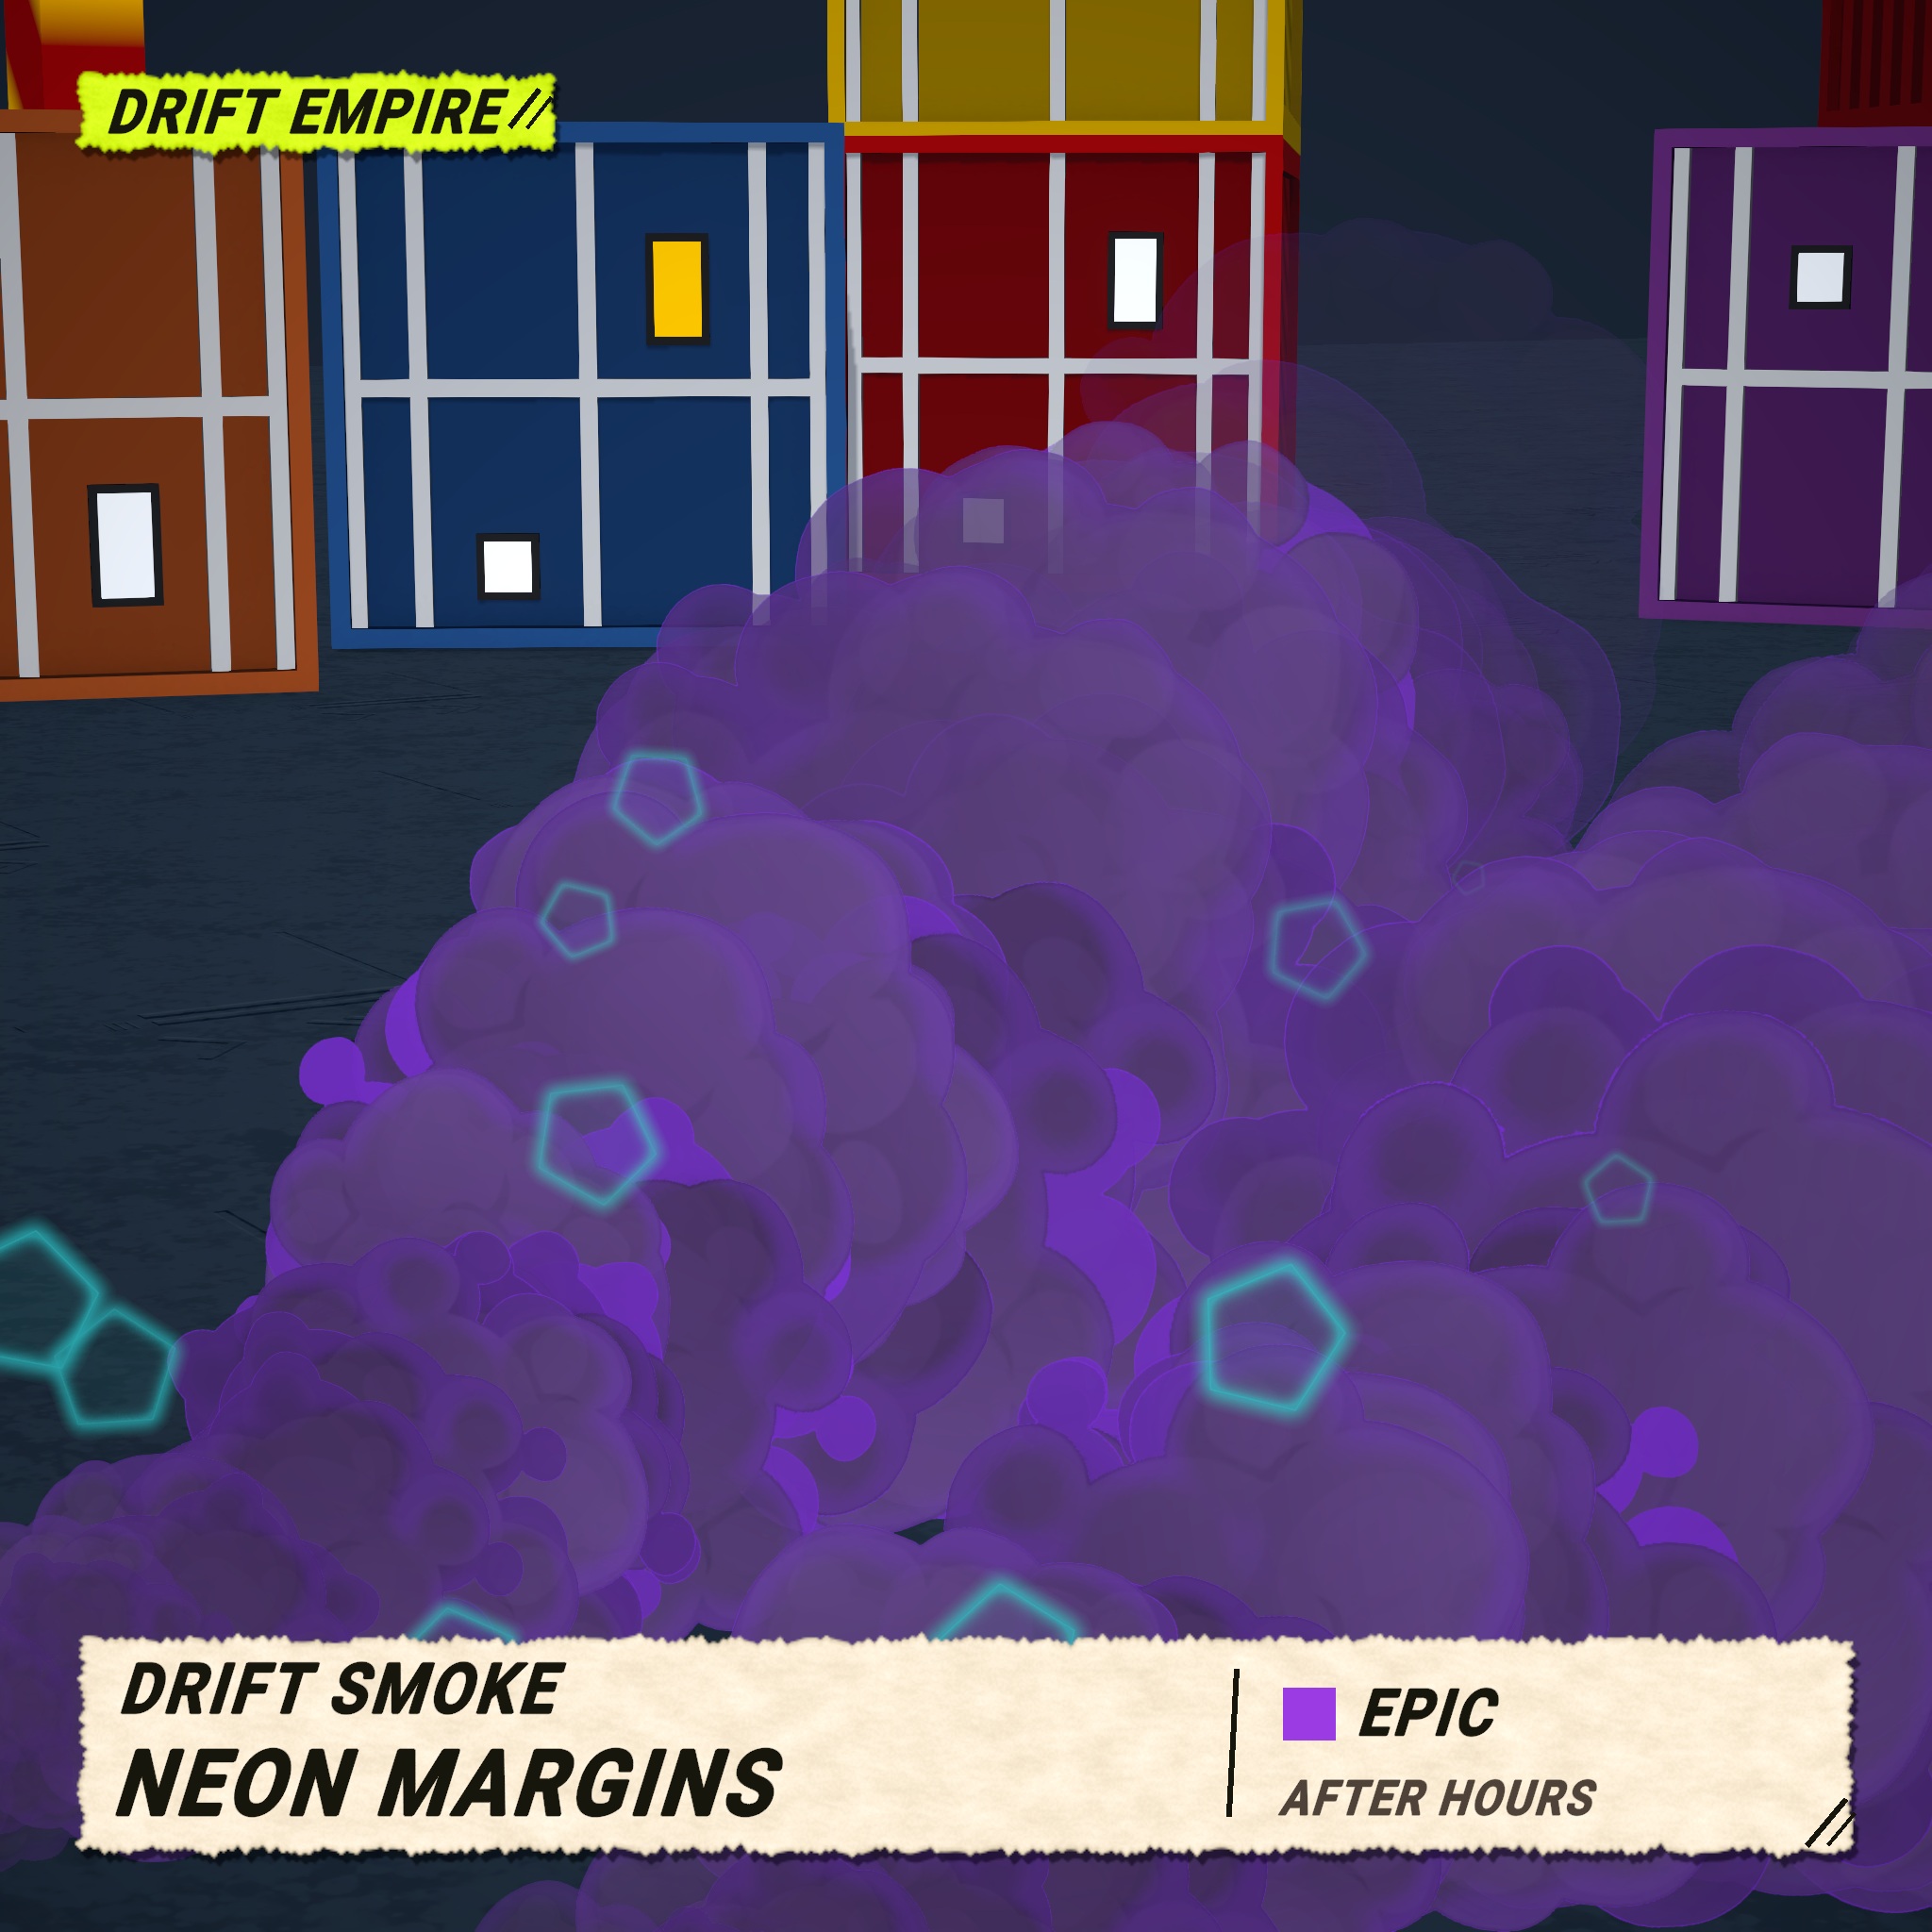 DRIFT EMPIRE//
DRIFT SMOKE
NEON MARGINS
EPIC
AFTER HOURS